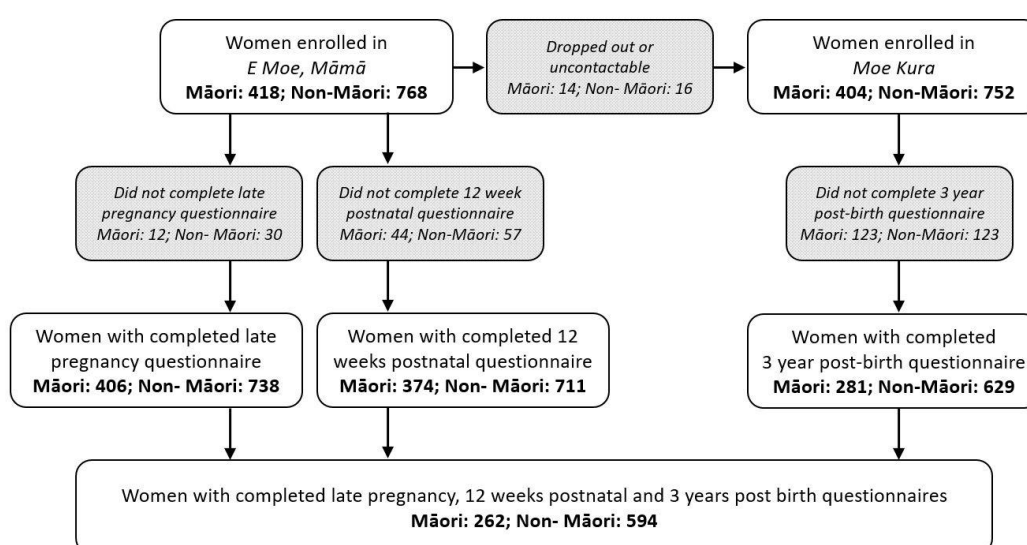 Women enrolled in
E Moe, Māmā
Māori: 418; Non-Māori: 768
Dropped out or
uncontactable
Māori: 14; Non- Māori: 16
Women enrolled in
Moe Kura
Māori: 404; Non-Māori: 752
Did not complete late
pregnancy questionnaire
Māori: 12; Non- Māori: 30
Did not complete 12 week
postnatal questionnaire
Māori: 44; Non-Māori: 57
Did not complete 3 year
post-birth questionnaire
Māori: 123; Non-Māori: 123
Women with completed late
pregnancy questionnaire
Māori: 406; Non- Māori: 738
Women with completed 12
weeks postnatal questionnaire
Māori: 374; Non- Māori: 711
Women with completed
3 year post-birth questionnaire
Māori: 281; Non-Māori: 629
Women with completed late pregnancy, 12 weeks postnatal and 3 years post birth questionnaires
Māori: 262; Non- Māori: 594